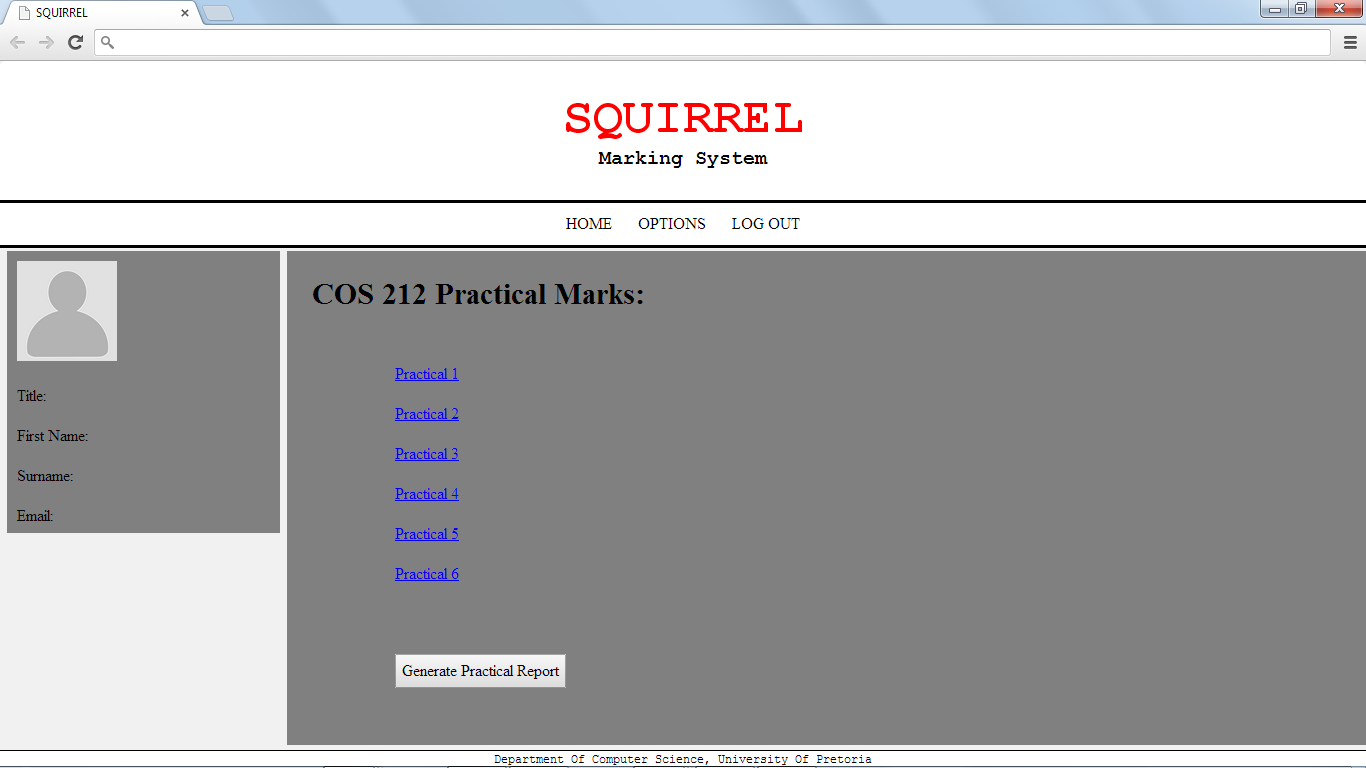 SQUIRREL
SQUIRREL
Marking System
HOME OPTIONS LOG OUT
Title:
First Name:
Surname:
Email:
COS 212 Practical Marks:
Practical 1
Practical 2
Practical 3
Practical 4
Practical 5
Practical 6
Generate Practical Report
Department Of Computer Science, University Of Pretoria